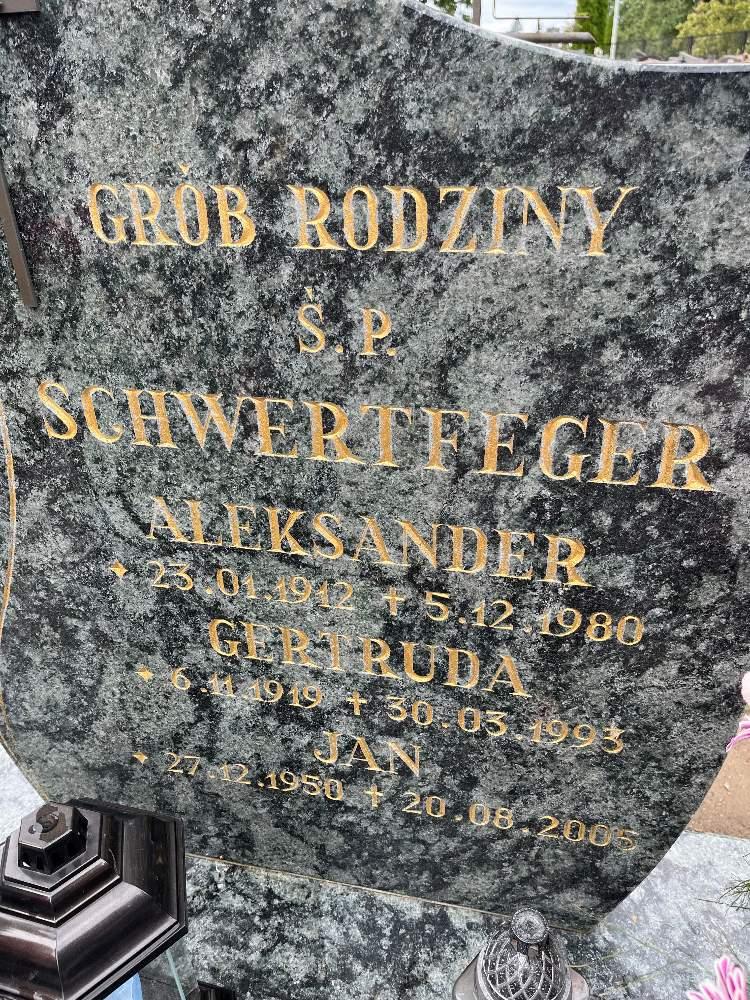 GRÓB RODZINY
Ś. P.
SCHWERTFEGER
ALEKSANDER
23.01.1912 ✝ 5.12.1980
GERTRUDA
6.11.1919 ✝ 30.03.1993
JAN
27.12.1950 ✝ 20.08.2005